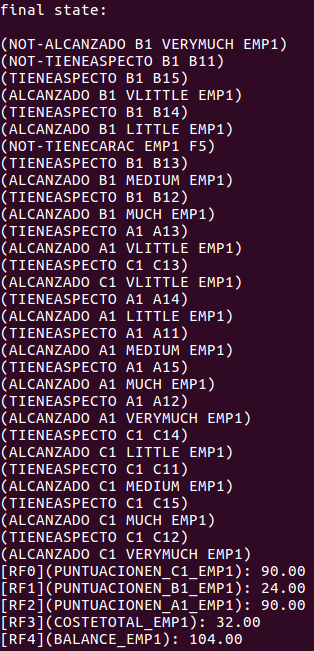 final state:
(NOT-ALCANZADO B1 VERYMUCH EMP1)
(NOT-TIENEASPECTO B1 B11)
(TIENEASPECTO B1 B15)
(ALCANZADO B1 VLITTLE EMP1)
(TIENEASPECTO B1 B14)
(ALCANZADO B1 LITTLE EMP1)
(NOT-TIENECARAC EMP1 F5)
(TIENEASPECTO B1 B13)
(ALCANZADO B1 MEDIUM EMP1)
(TIENEASPECTO B1 B12)
(ALCANZADO B1 MUCH EMP1)
(TIENEASPECTO A1 A13)
(ALCANZADO A1 VLITTLE EMP1)
(TIENEASPECTO C1 C13)
(ALCANZADO C1 VLITTLE EMP1)
(TIENEASPECTO A1 A14)
(ALCANZADO A1 LITTLE EMP1)
(TIENEASPECTO A1 A11)
(ALCANZADO A1 MEDIUM EMP1)
(TIENEASPECTO A1 A15)
(ALCANZADO A1 MUCH EMP1)
(TIENEASPECTO A1 A12)
(ALCANZADO A1 VERYMUCH EMP1)
(TIENEASPECTO C1 C14)
(ALCANZADO C1 LITTLE EMP1)
(TIENEASPECTO C1 C11)
(ALCANZADO C1 MEDIUM EMP1)
(TIENEASPECTO C1 C15)
(ALCANZADO C1 MUCH EMP1)
(TIENEASPECTO C1 C12)
(ALCANZADO C1 VERYMUCH EMP1)
[RF0](PUNTUACIONEN_C1_EMP1): 90.00
[RF1](PUNTUACIONEN_B1_EMP1): 24.00
[RF2](PUNTUACIONEN_A1_EMP1): 90.00
[RF3](COSTETOTAL_EMP1): 32.00
[RF4](BALANCE_EMP1): 104.00